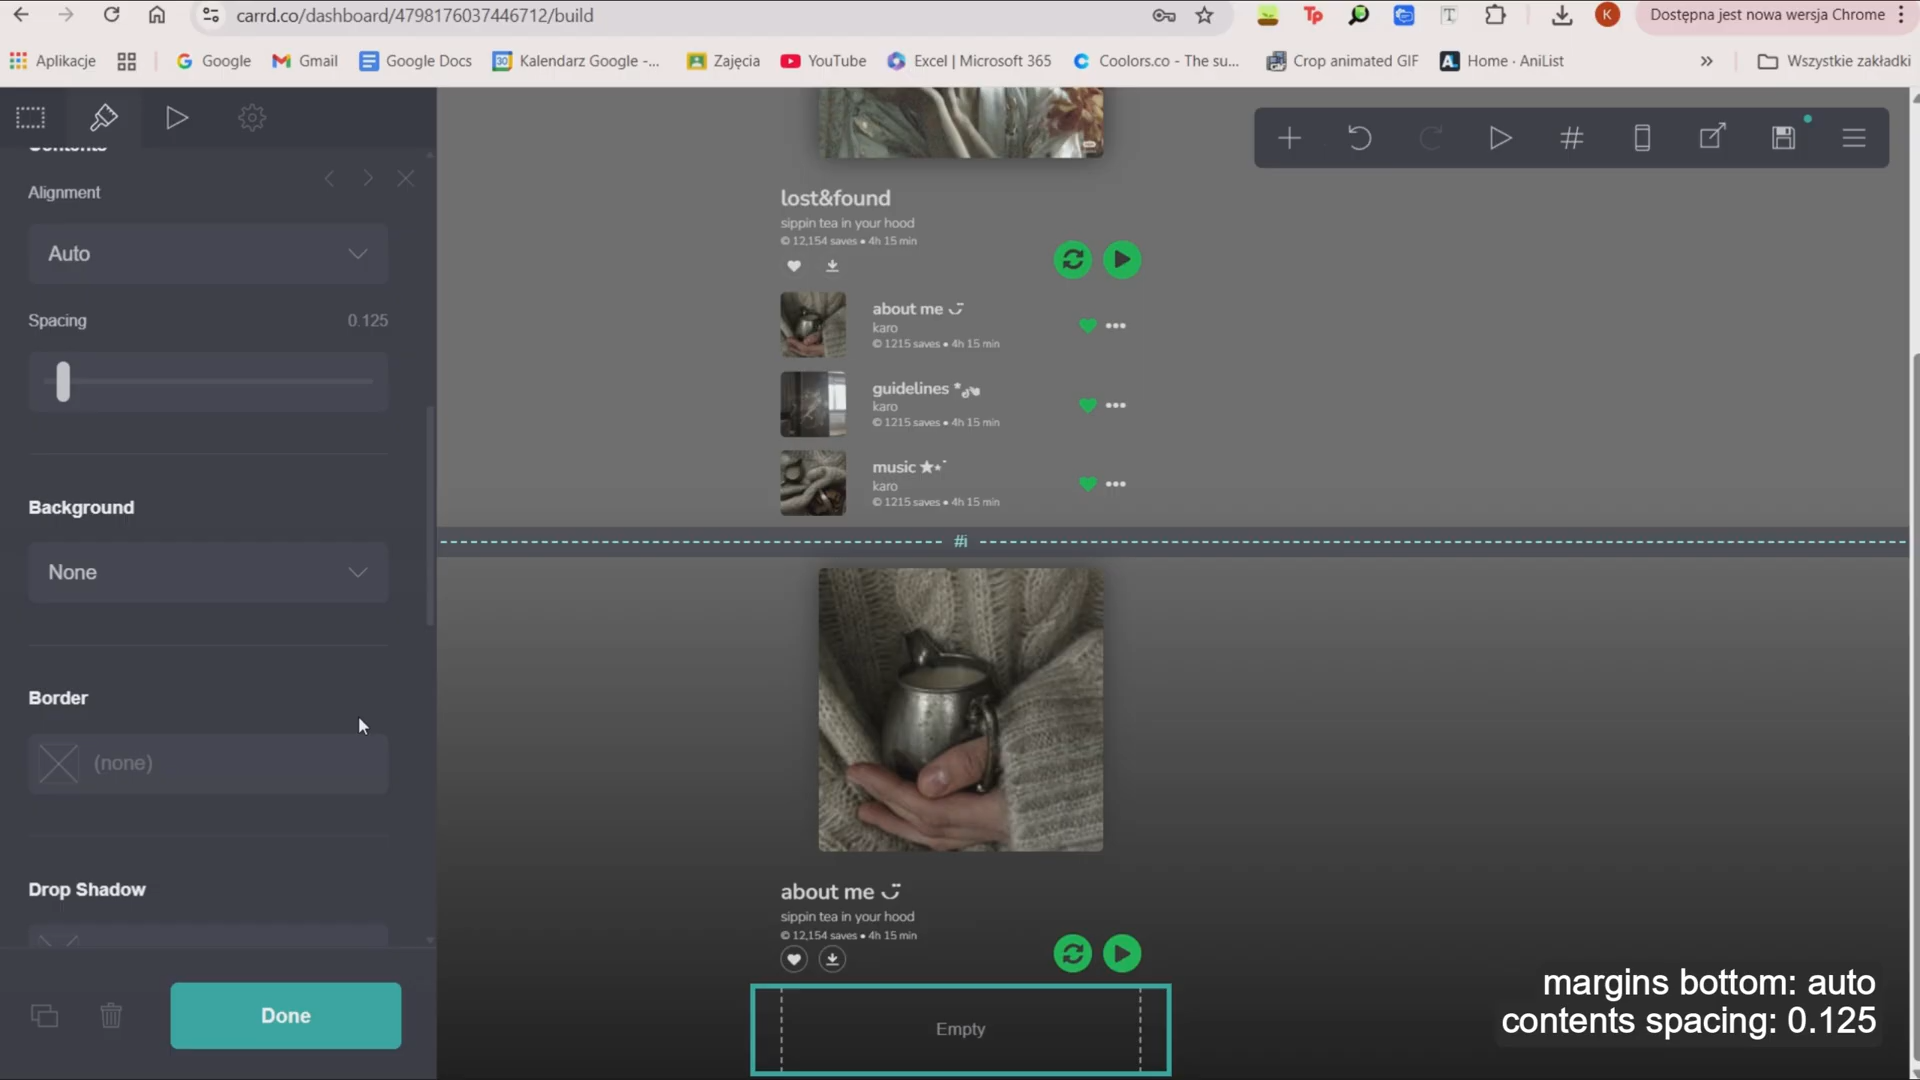 carrd.co/dashboard/4798176037446712/build
Dostępna jest nowa wersja Chrome
Aplikacje
Google
Gmail
Google Docs
Kalendarz Google -...
Zajęcia
YouTube
Excel | Microsoft 365
Coolors.co - The su...
Crop animated GIF
Home · AniList
Wszystkie zakładki
Contents
Alignment
Auto
Spacing 0.125
Background
None
Border
(none)
Drop Shadow
Done
lost&found
sippin tea in your hood
© 12,154 saves • 4h 15 min
about me
karo
© 1215 saves • 4h 15 min
guidelines
karo
© 1215 saves • 4h 15 min
music
karo
© 1215 saves • 4h 15 min
#i
about me
sippin tea in your hood
© 12,154 saves • 4h 15 min
Empty
margins bottom: auto
contents spacing: 0.125